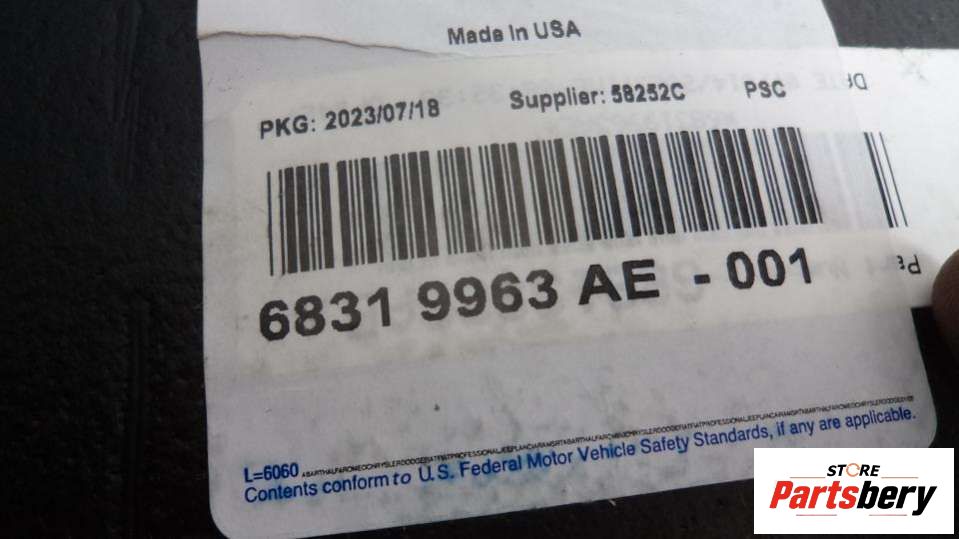 Made In USA
PKG: 2023/07/18 Supplier: 58252C PSC
6831 9963 AE - 001
L=6060
Contents conform to U.S. Federal Motor Vehicle Safety Standards, if any are applicable.
STORE
Partsbery